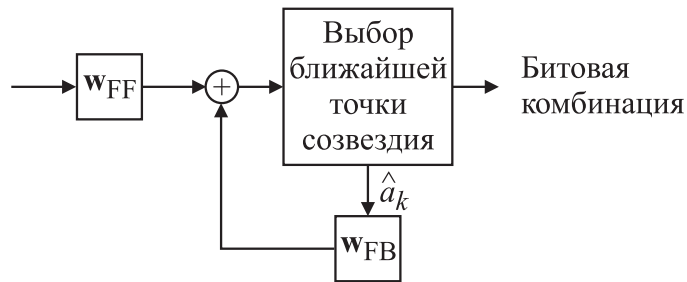 w_FF
+
Выбор
ближайшей
точки
созвездия
Битовая
комбинация
â_k
w_FB